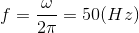 f = ω/2π = 50(Hz)